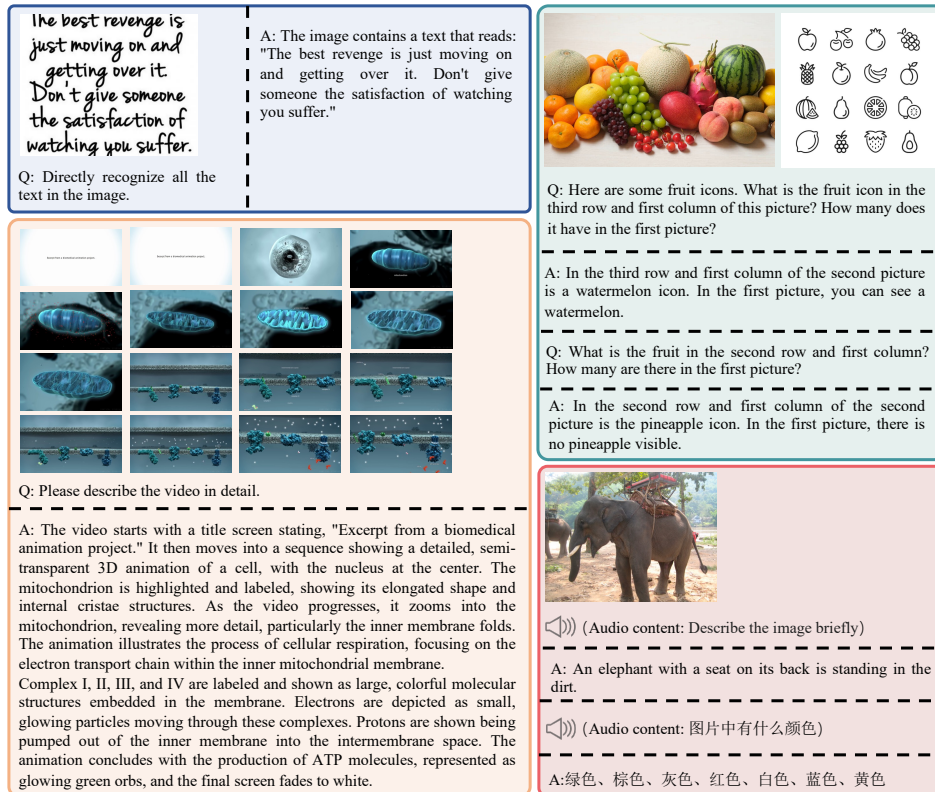 The best revenge is
just moving on and
getting over it.
Don't give someone
the satisfaction of
watching you suffer.
Q: Directly recognize all the
text in the image.
A: The image contains a text that reads:
"The best revenge is just moving on
and getting over it. Don't give
someone the satisfaction of watching
you suffer."
Q: Please describe the video in detail.
A: The video starts with a title screen stating, "Excerpt from a biomedical
animation project." It then moves into a sequence showing a detailed, semi-
transparent 3D animation of a cell, with the nucleus at the center. The
mitochondrion is highlighted and labeled, showing its elongated shape and
internal cristae structures. As the video progresses, it zooms into the
mitochondrion, revealing more detail, particularly the inner membrane folds.
The animation illustrates the process of cellular respiration, focusing on the
electron transport chain within the inner mitochondrial membrane.
Complex I, II, III, and IV are labeled and shown as large, colorful molecular
structures embedded in the membrane. Electrons are depicted as small,
glowing particles moving through these complexes. Protons are shown being
pumped out of the inner membrane into the intermembrane space. The
animation concludes with the production of ATP molecules, represented as
glowing green orbs, and the final screen fades to white.
Q: Here are some fruit icons. What is the fruit icon in the
third row and first column of this picture? How many does
it have in the first picture?
A: In the third row and first column of the second picture
is a watermelon icon. In the first picture, you can see a
watermelon.
Q: What is the fruit in the second row and first column?
How many are there in the first picture?
A: In the second row and first column of the second
picture is the pineapple icon. In the first picture, there is
no pineapple visible.
(Audio content: Describe the image briefly)
A: An elephant with a seat on its back is standing in the
dirt.
(Audio content: 图片中有什么颜色)
A:绿色、棕色、灰色、红色、白色、蓝色、黄色